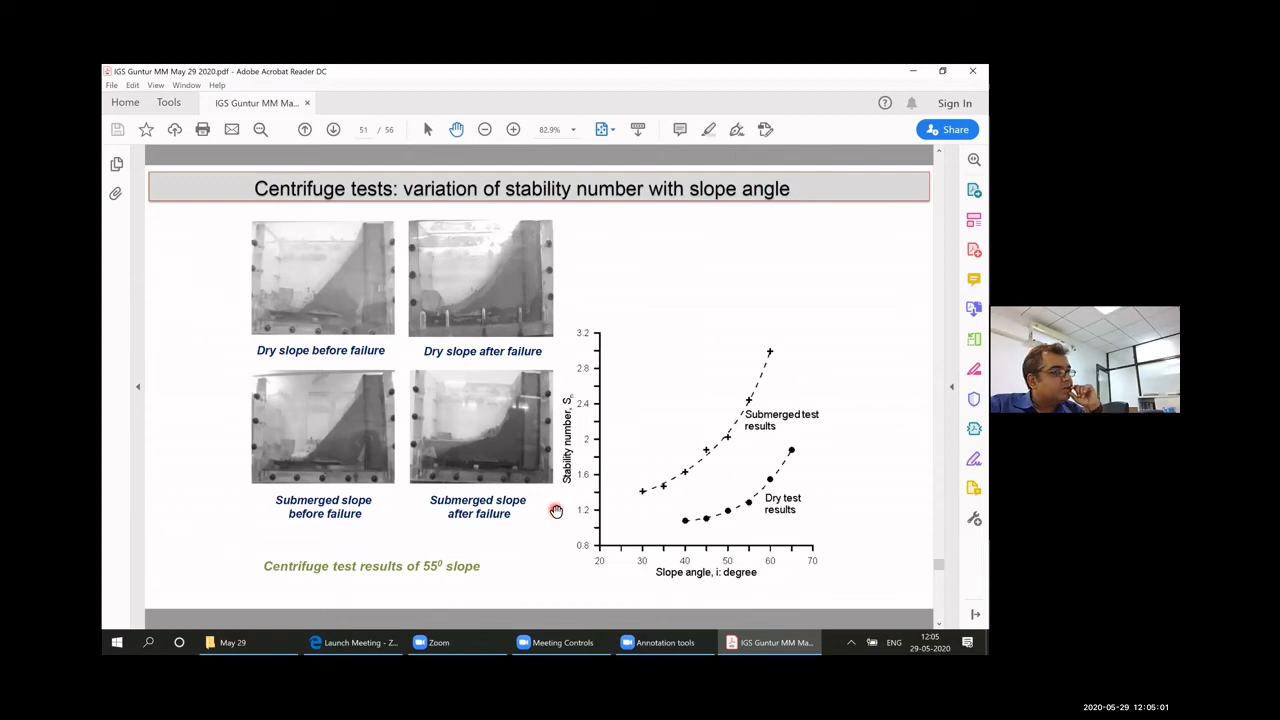 IGS Guntur MM May 29 2020.pdf - Adobe Acrobat Reader DC
File Edit View Window Help
Home Tools IGS Guntur MM Ma... × Sign In
51 / 56 82.9% Share
Centrifuge tests: variation of stability number with slope angle
Dry slope before failure
Dry slope after failure
Submerged slope
before failure
Submerged slope
after failure
Centrifuge test results of 55⁰ slope
3.2
2.8
2.4
2
1.6
1.2
0.8
Stability number, Sn
Submerged test
results
Dry test
results
20 30 40 50 60 70
Slope angle, i: degree
May 29 Launch Meeting - Z... Zoom Meeting Controls Annotation tools IGS Guntur MM Ma... ENG
12:05
29-05-2020
2020-05-29 12:05:01